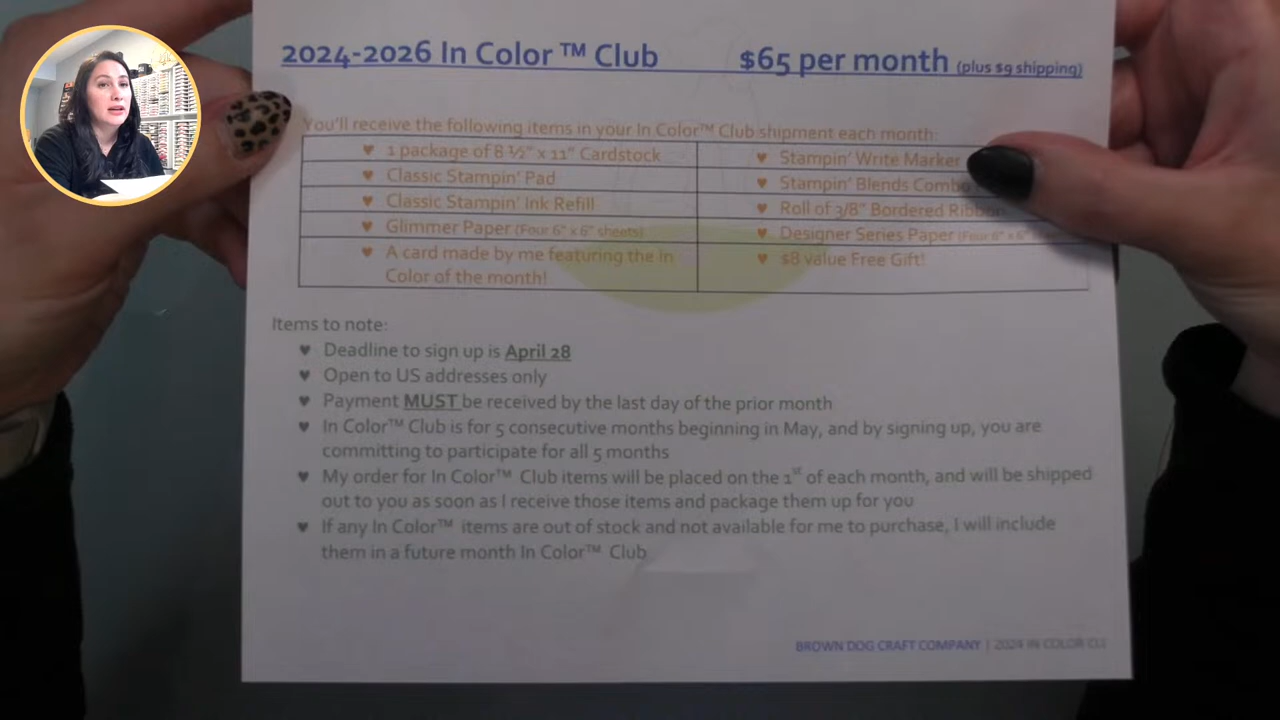 2024-2026 In Color ™ Club $65 per month (plus $9 shipping)
You'll receive the following items in your In Color™ Club shipment each month:
♥ 1 package of 8 ½" x 11" Cardstock ♥ Stampin' Write Marker
♥ Classic Stampin' Pad ♥ Stampin' Blends Combo
♥ Classic Stampin' Ink Refill ♥ Roll of 3/8" Bordered Ribbon
♥ Glimmer Paper (Four 6" x 6" sheets) ♥ Designer Series Paper (Four 6" x 6"
♥ A card made by me featuring the In ♥ $8 value Free Gift!
Color of the month!
Items to note:
♥ Deadline to sign up is April 28
♥ Open to US addresses only
♥ Payment MUST be received by the last day of the prior month
♥ In Color™ Club is for 5 consecutive months beginning in May, and by signing up, you are
committing to participate for all 5 months
♥ My order for In Color™ Club items will be placed on the 1st of each month, and will be shipped
out to you as soon as I receive those items and package them up for you
♥ If any In Color™ items are out of stock and not available for me to purchase, I will include
them in a future month In Color™ Club
BROWN DOG CRAFT COMPANY | 2024 IN COLOR